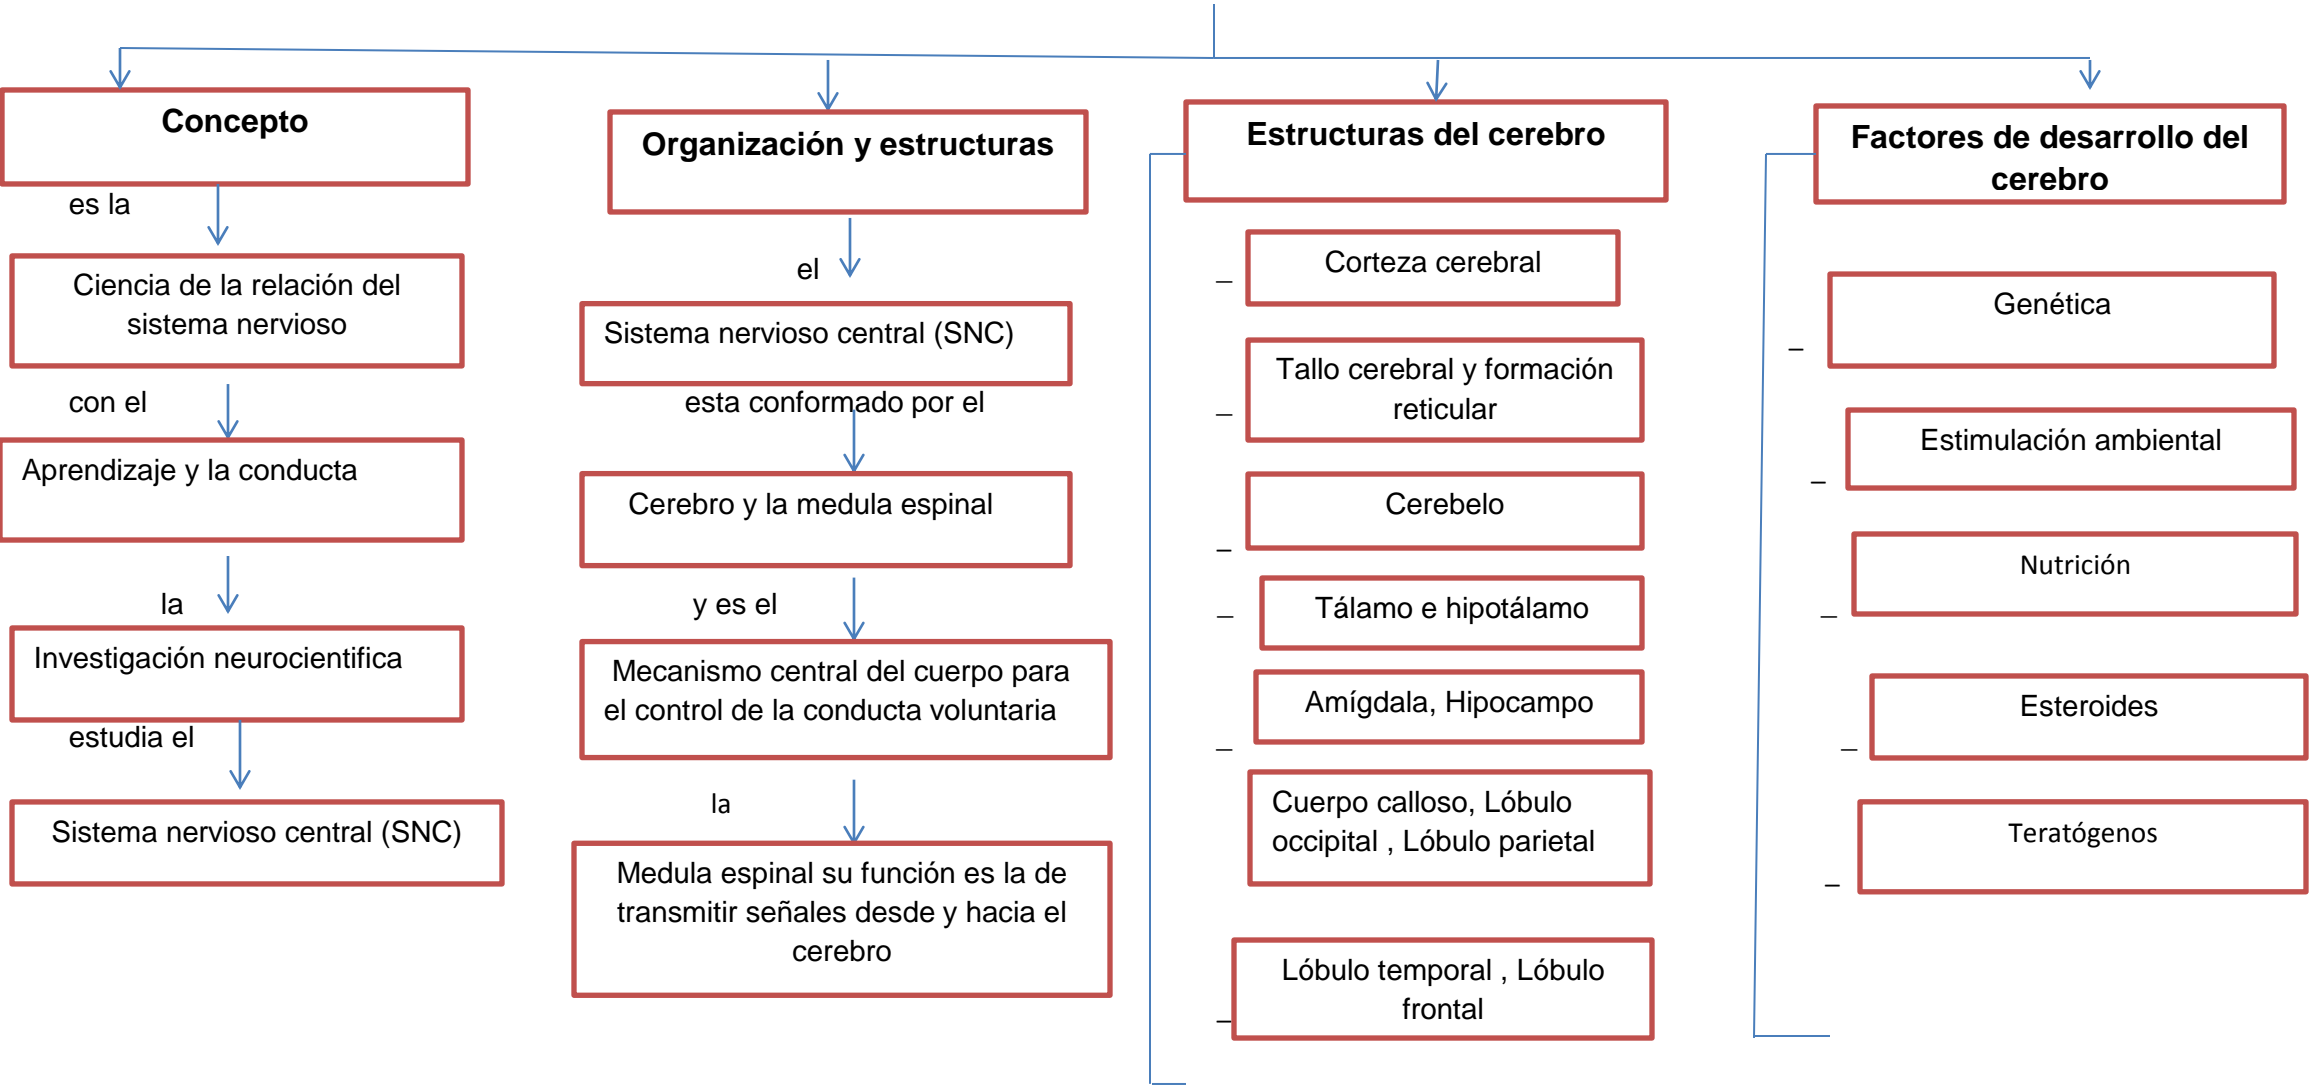 Concepto
es la
Ciencia de la relación del
sistema nervioso
con el
Aprendizaje y la conducta
la
Investigación neurocientifica
estudia el
Sistema nervioso central (SNC)
Organización y estructuras
el
Sistema nervioso central (SNC)
esta conformado por el
Cerebro y la medula espinal
y es el
Mecanismo central del cuerpo para
el control de la conducta voluntaria
la
Medula espinal su función es la de
transmitir señales desde y hacia el
cerebro
Estructuras del cerebro
Corteza cerebral
Tallo cerebral y formación
reticular
Cerebelo
Tálamo e hipotálamo
Amígdala, Hipocampo
Cuerpo calloso, Lóbulo
occipital , Lóbulo parietal
Lóbulo temporal , Lóbulo
frontal
Factores de desarrollo del
cerebro
Genética
Estimulación ambiental
Nutrición
Esteroides
Teratógenos